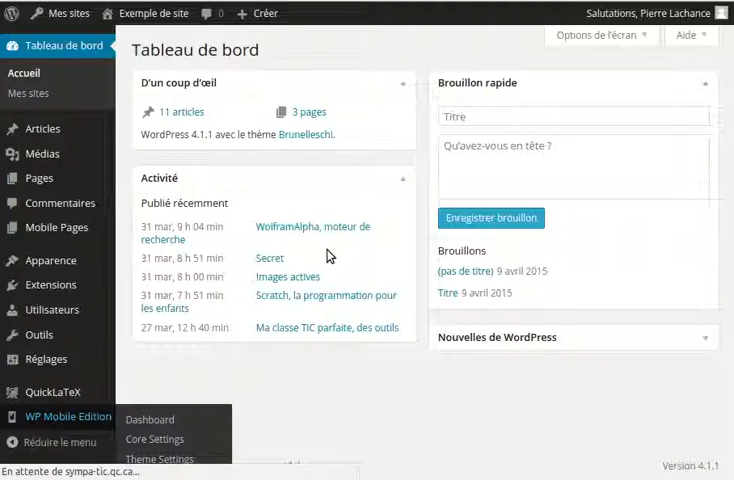 Mes sites Exemple de site 0 Créer Salutations, Pierre Lachance
Options de l'écran Aide
Tableau de bord
Accueil
Mes sites
Articles
Médias
Pages
Commentaires
Mobile Pages
Apparence
Extensions
Utilisateurs
Outils
Réglages
QuickLaTeX
WP Mobile Edition
Réduire le menu
Dashboard
Core Settings
Theme Settings
En attente de sympa-tic.qc.ca...
Tableau de bord
D'un coup d'œil
11 articles 3 pages
WordPress 4.1.1 avec le thème Brunelleschi.
Activité
Publié récemment
31 mar, 9 h 04 min WolframAlpha, moteur de
recherche
31 mar, 8 h 51 min Secret
31 mar, 8 h 00 min Images actives
31 mar, 7 h 51 min Scratch, la programmation pour
les enfants
27 mar, 12 h 40 min Ma classe TIC parfaite, des outils
Brouillon rapide
Titre
Qu'avez-vous en tête ?
Enregistrer brouillon
Brouillons
(pas de titre) 9 avril 2015
Titre 9 avril 2015
Nouvelles de WordPress
Version 4.1.1